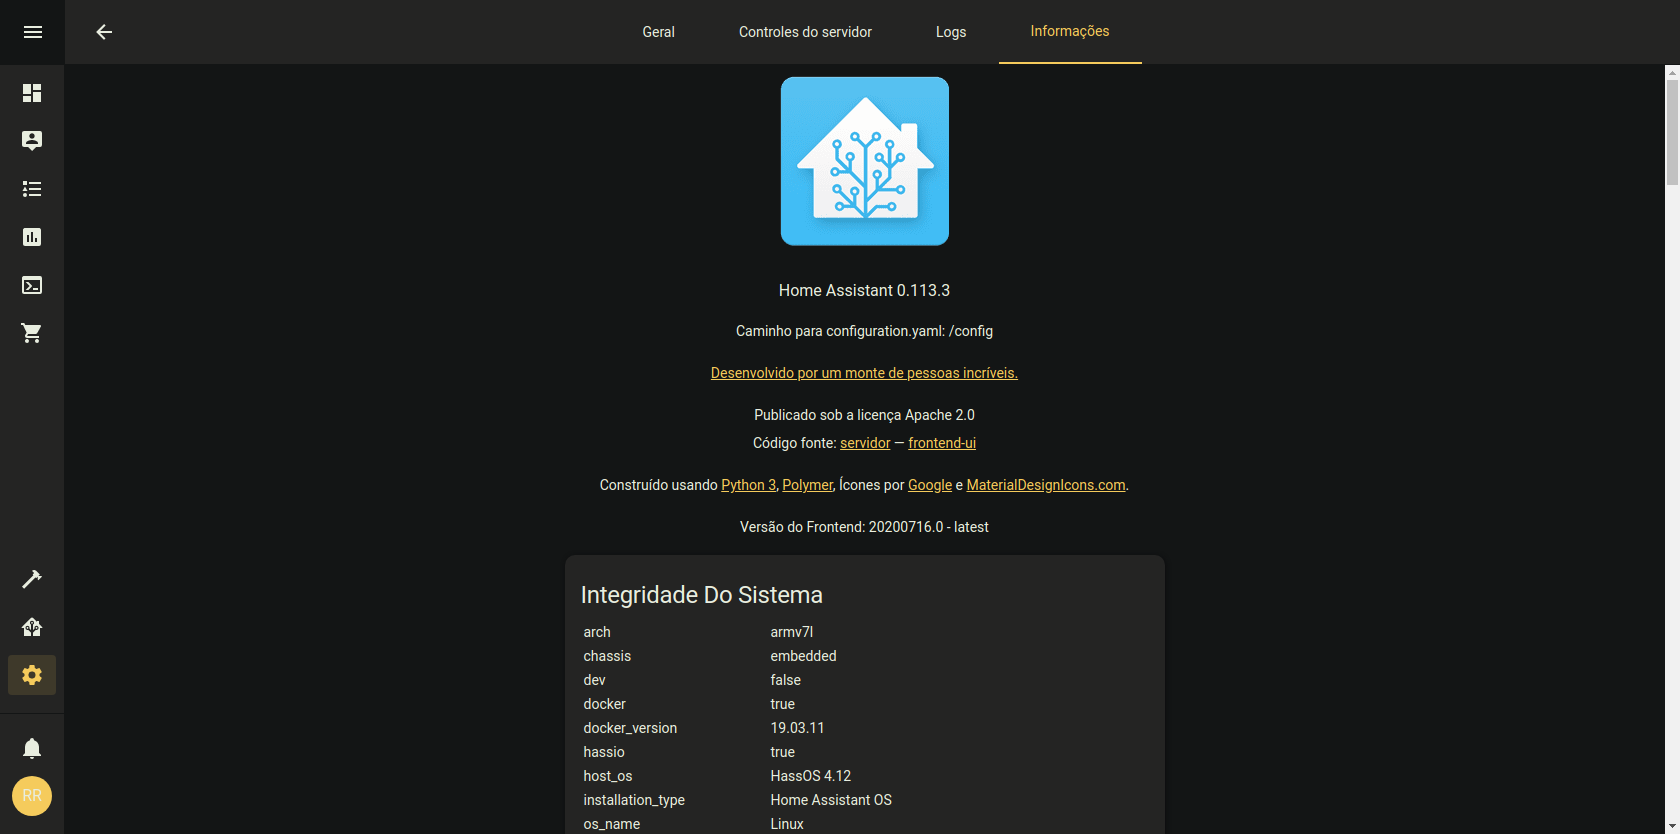 Geral Controles do servidor Logs Informações
Home Assistant 0.113.3
Caminho para configuration.yaml: /config
Desenvolvido por um monte de pessoas incríveis.
Publicado sob a licença Apache 2.0
Código fonte: servidor — frontend-ui
Construído usando Python 3, Polymer, Ícones por Google e MaterialDesignIcons.com.
Versão do Frontend: 20200716.0 - latest
Integridade Do Sistema
arch armv7l
chassis embedded
dev false
docker true
docker_version 19.03.11
hassio true
host_os HassOS 4.12
installation_type Home Assistant OS
os_name Linux
RR